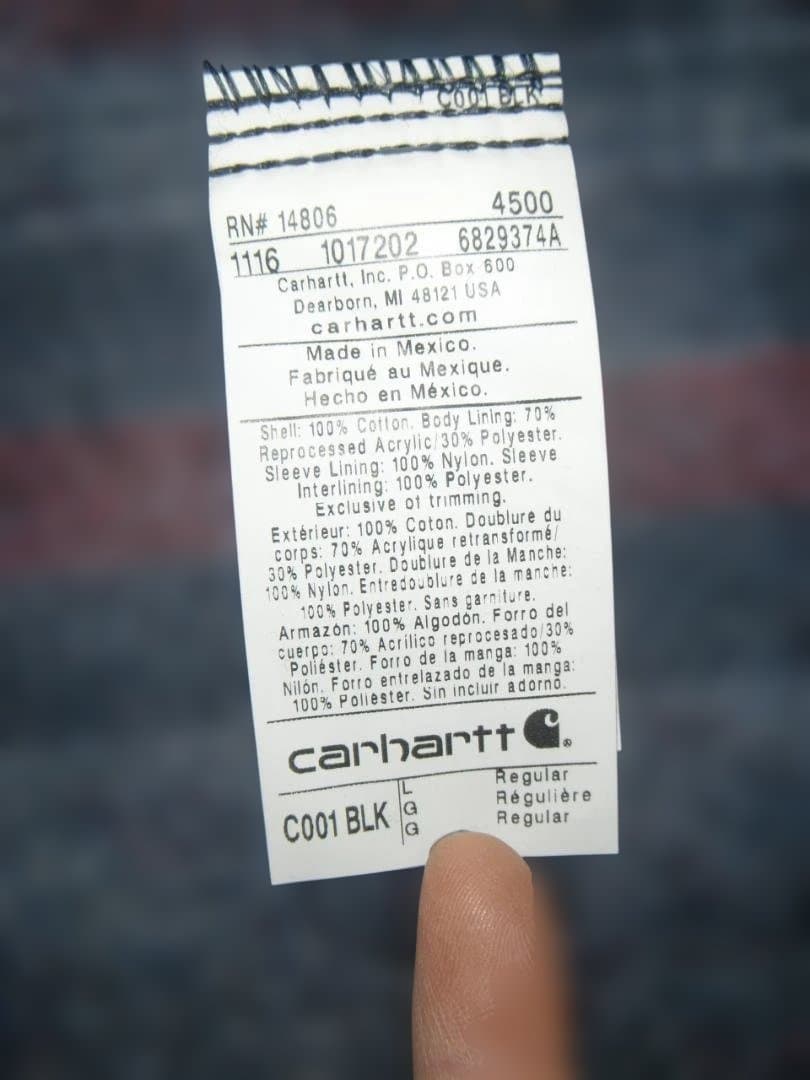 C001 BLK
RN# 14806 4500
1116 1017202 6829374A
Carhartt, Inc. P.O. Box 600
Dearborn, MI 48121 USA
carhartt.com
Made in Mexico.
Fabriqué au Mexique.
Hecho en México.
Shell: 100% Cotton. Body Lining: 70%
Reprocessed Acrylic/30% Polyester.
Sleeve Lining: 100% Nylon. Sleeve
Interlining: 100% Polyester.
Exclusive of trimming.
Extérieur: 100% Coton. Doublure du
corps: 70% Acrylique retransformé/
30% Polyester. Doublure de la Manche:
100% Nylon. Entredoublure de la manche:
100% Polyester. Sans garniture.
Armazón: 100% Algodón. Forro del
cuerpo: 70% Acrílico reprocesado/30%
Poliéster. Forro de la manga: 100%
Nilón. Forro entrelazado de la manga:
100% Poliester. Sin incluir adorno.
carhartt
C001 BLK
L Regular
G Régulière
G Regular